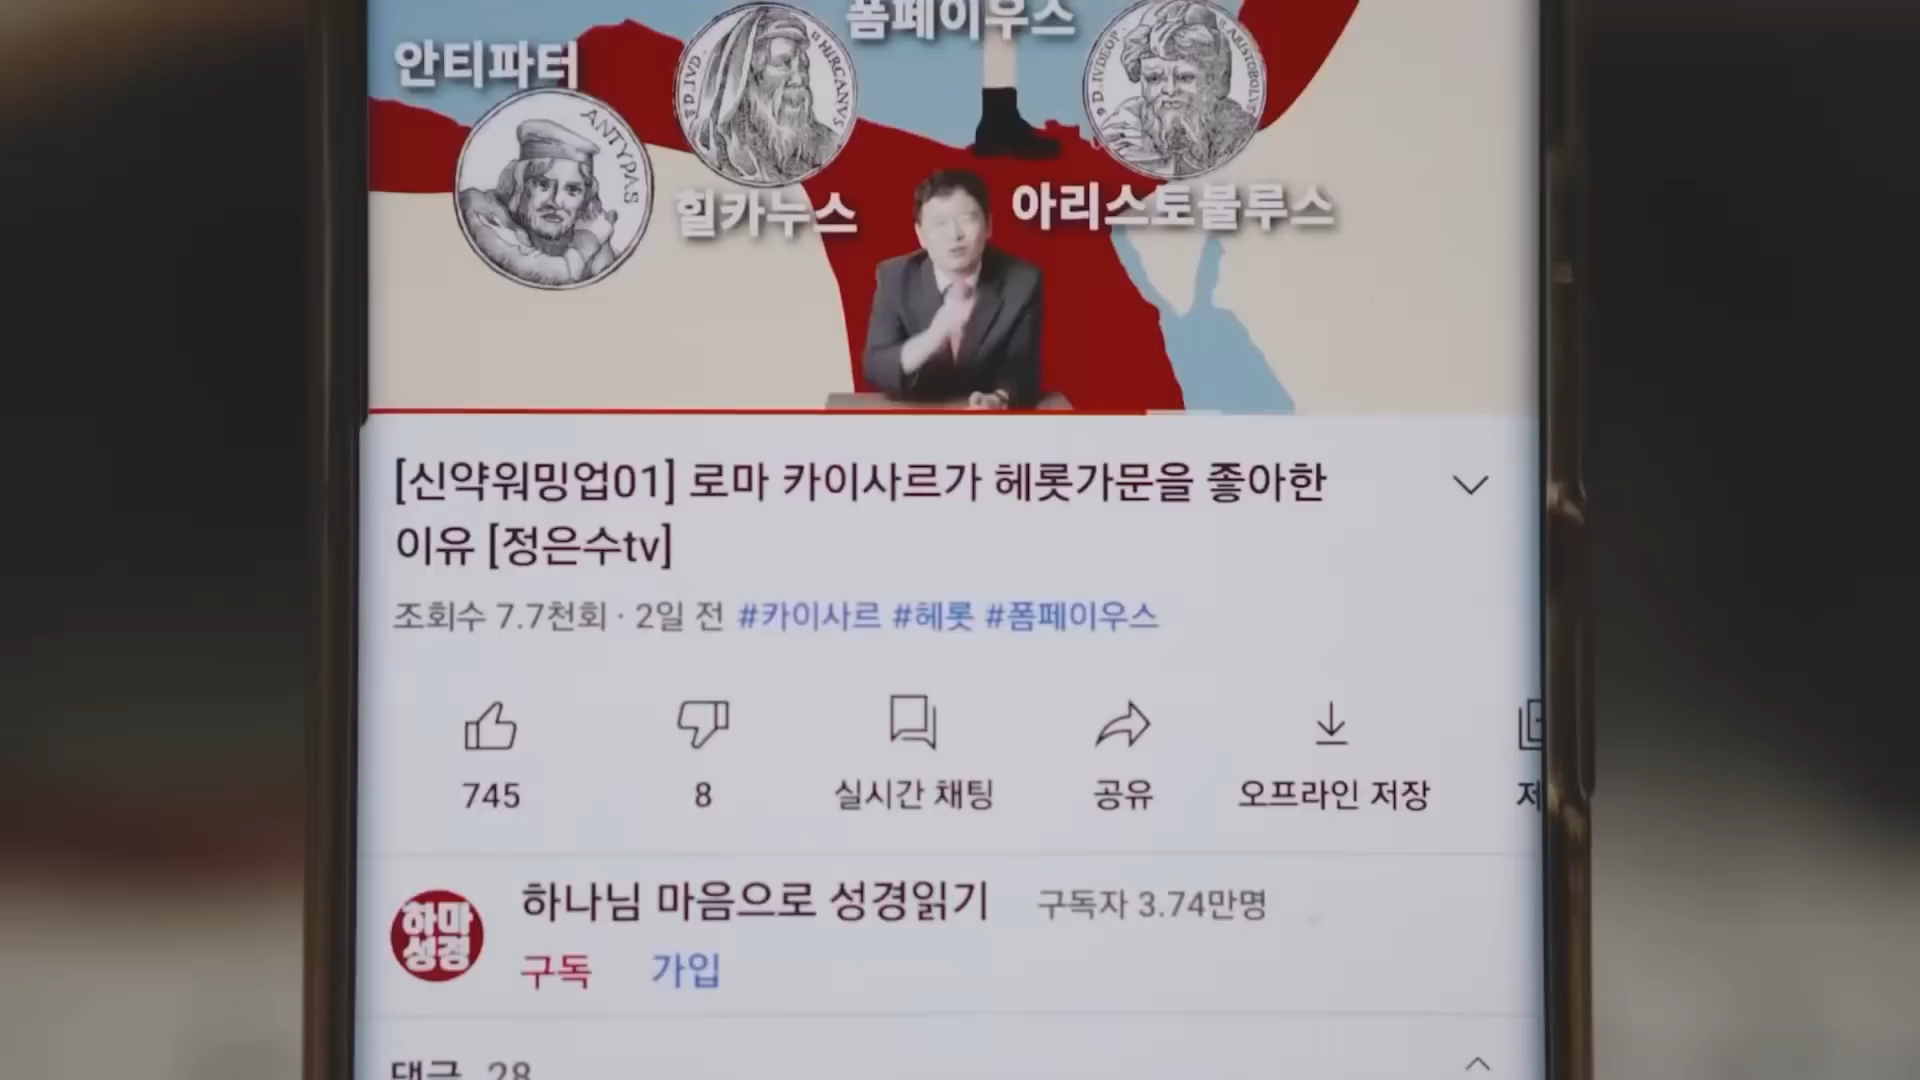 폼페이우스
안티파터
P D. IVD
HIRCANVS
P D. IVDEOP.
ARISTOBOLVS
ANTYPAS
힐카누스
아리스토불루스
[신약워밍업01] 로마 카이사르가 헤롯가문을 좋아한
이유 [정은수tv]
조회수 7.7천회 · 2일 전 #카이사르 #헤롯 #폼페이우스
745 8 실시간 채팅 공유 오프라인 저장
하마
성경
하나님 마음으로 성경읽기 구독자 3.74만명
구독 가입
댓글 28